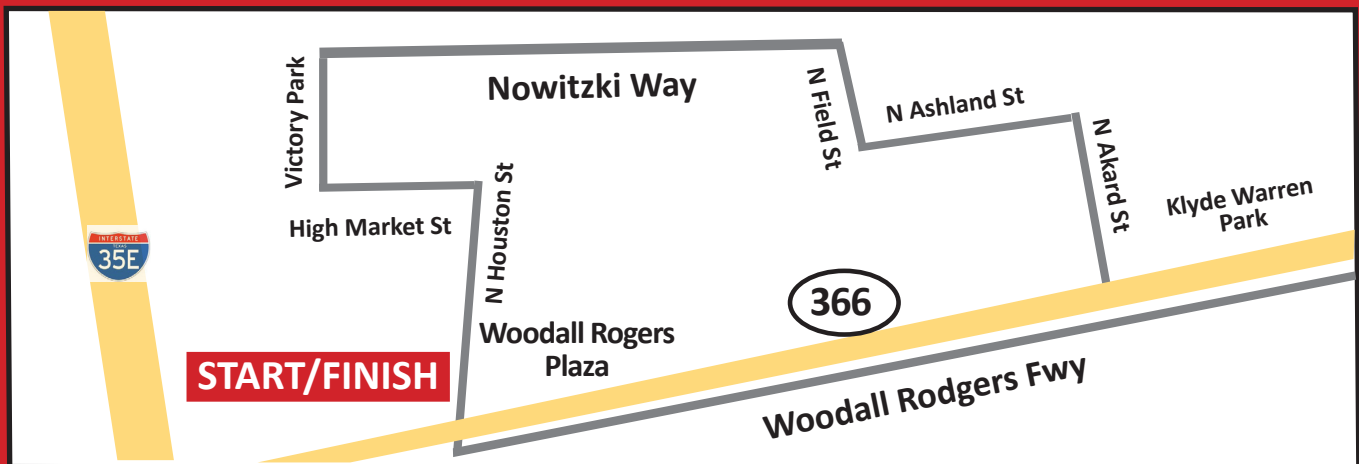 Nowitzki Way
Victory Park
N Field St
N Ashland St
N Akard St
Klyde Warren
Park
High Market St
N Houston St
INTERSTATE
TEXAS
35E
366
Woodall Rogers
Plaza
START/FINISH
Woodall Rodgers Fwy